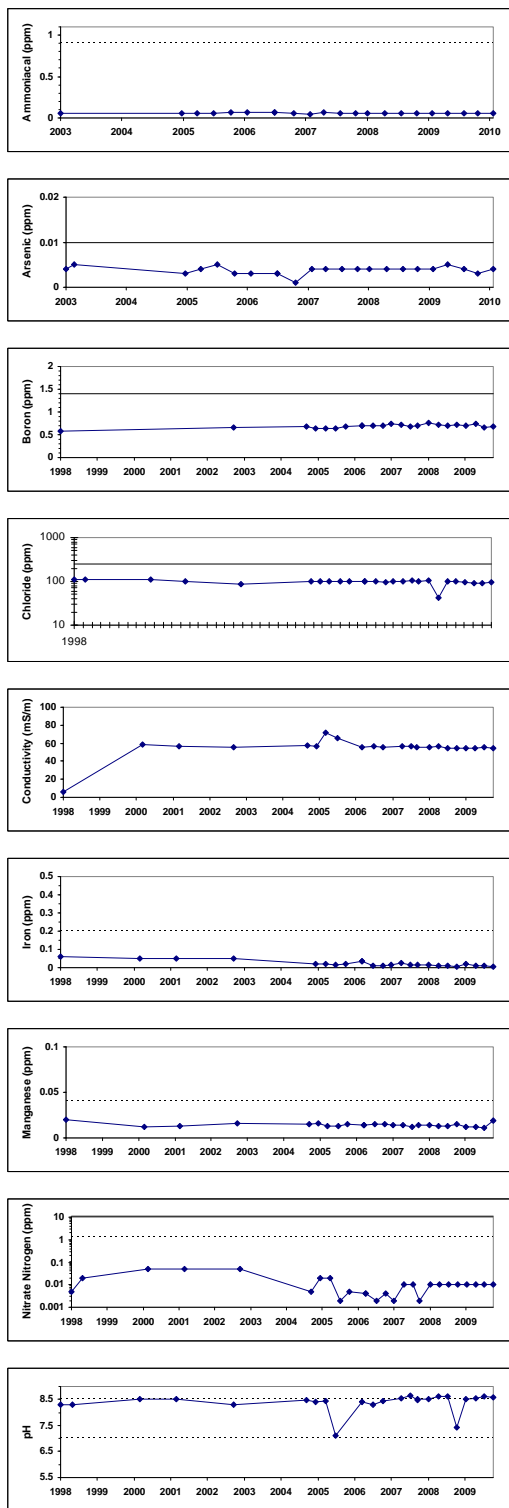 Ammoniacal (ppm)
1
0.5
0
2003 2004 2005 2006 2007 2008 2009 2010
Arsenic (ppm)
0.02
0.01
0
2003 2004 2005 2006 2007 2008 2009 2010
Boron (ppm)
2
1.5
1
0.5
0
1998 1999 2000 2001 2002 2003 2004 2005 2006 2007 2008 2009
Chloride (ppm)
1000
100
10
1998
Conductivity (mS/m)
100
80
60
40
20
0
1998 1999 2000 2001 2002 2003 2004 2005 2006 2007 2008 2009
Iron (ppm)
0.5
0.4
0.3
0.2
0.1
0
1998 1999 2000 2001 2002 2003 2004 2005 2006 2007 2008 2009
Manganese (ppm)
0.1
0.05
0
1998 1999 2000 2001 2002 2003 2004 2005 2006 2007 2008 2009
Nitrate Nitrogen (ppm)
10
1
0.1
0.01
0.001
1998 1999 2000 2001 2002 2003 2004 2005 2006 2007 2008 2009
pH
8.5
7.5
6.5
5.5
1998 1999 2000 2001 2002 2003 2004 2005 2006 2007 2008 2009